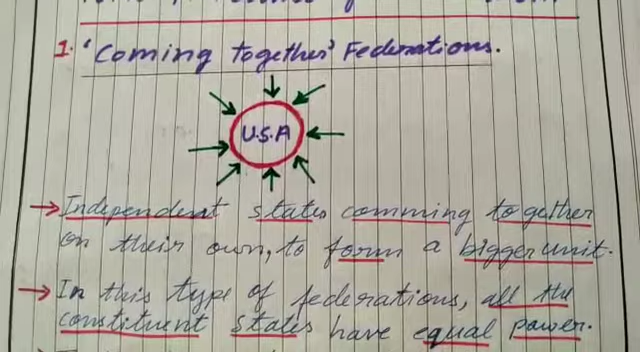 1. 'Coming Together' Federations.
U.S.A
→ Independent states comming together
on their own, to form a bigger unit.
→ In this type of federations, all the
constituent states have equal power.